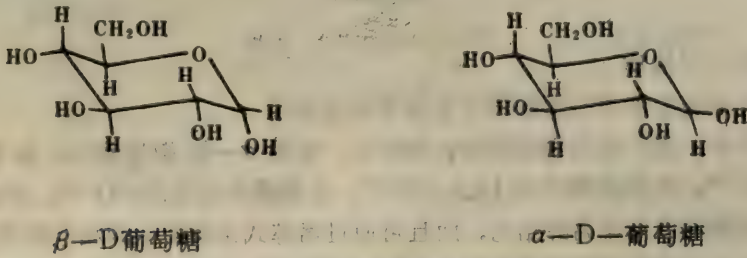 H H
CH₂OH CH₂OH
O O
HO HO
H H H H
HO H HO OH
OH OH
H OH H H
β—D葡萄糖 α—D—葡萄糖